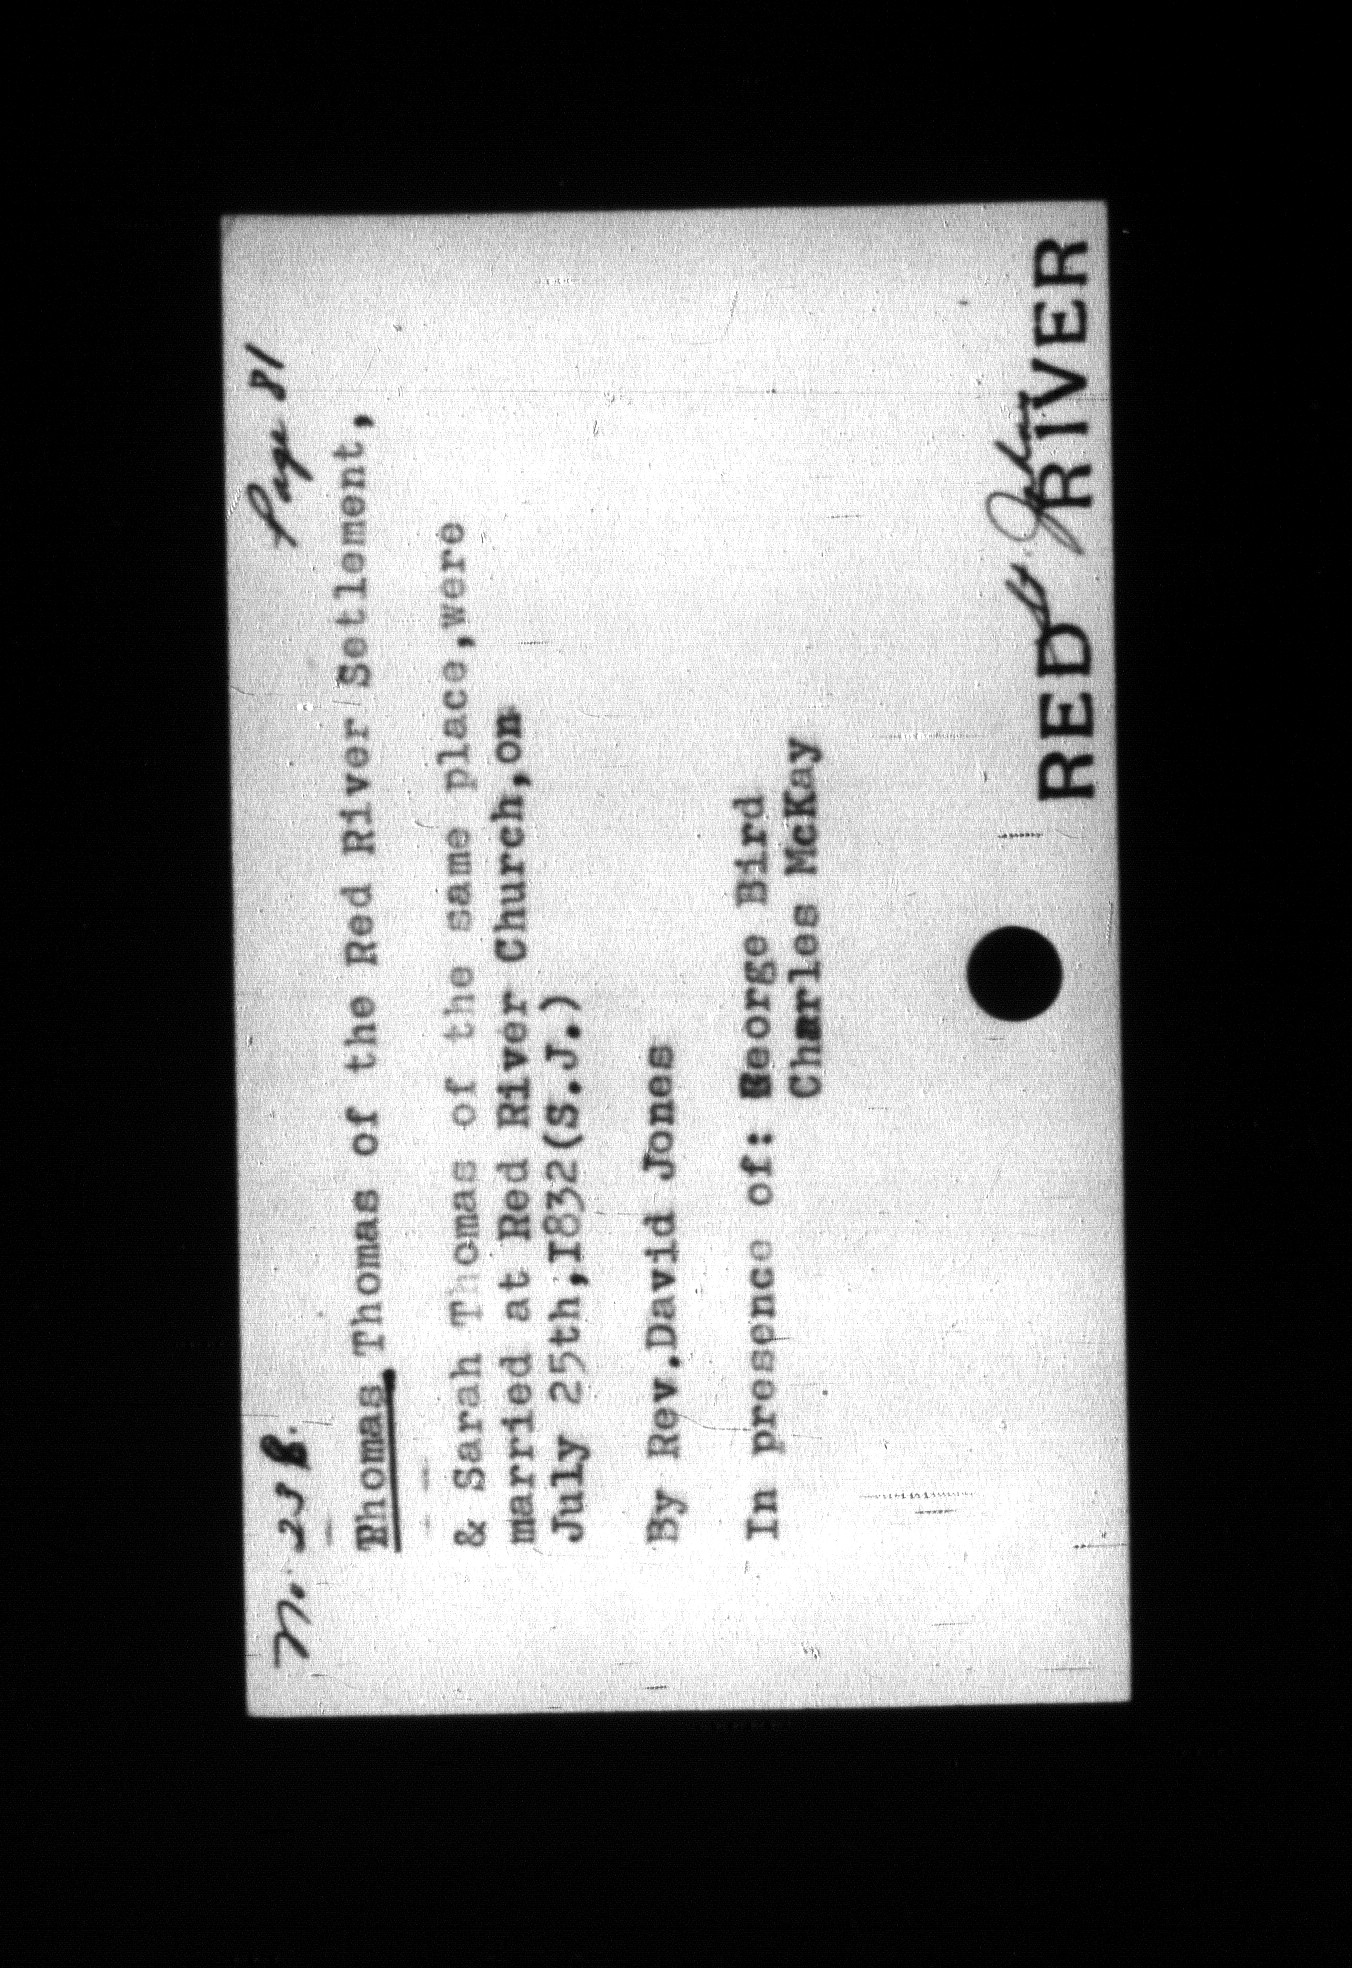 M. 23 B. Page 81
Thomas, Thomas of the Red River Setlement,
& Sarah Thomas of the same place,were
married at Red River Church,on
July 25th,1832(S.J.)
By Rev.David Jones
In presence of: George Bird
Charles McKay
St. Johns
RED RIVER